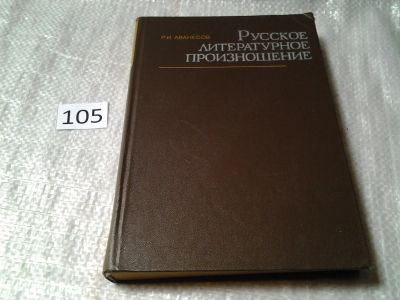 Р. И. АВАНЕСОВ
РУССКОЕ
ЛИТЕРАТУРНОЕ
ПРОИЗНОШЕНИЕ
105